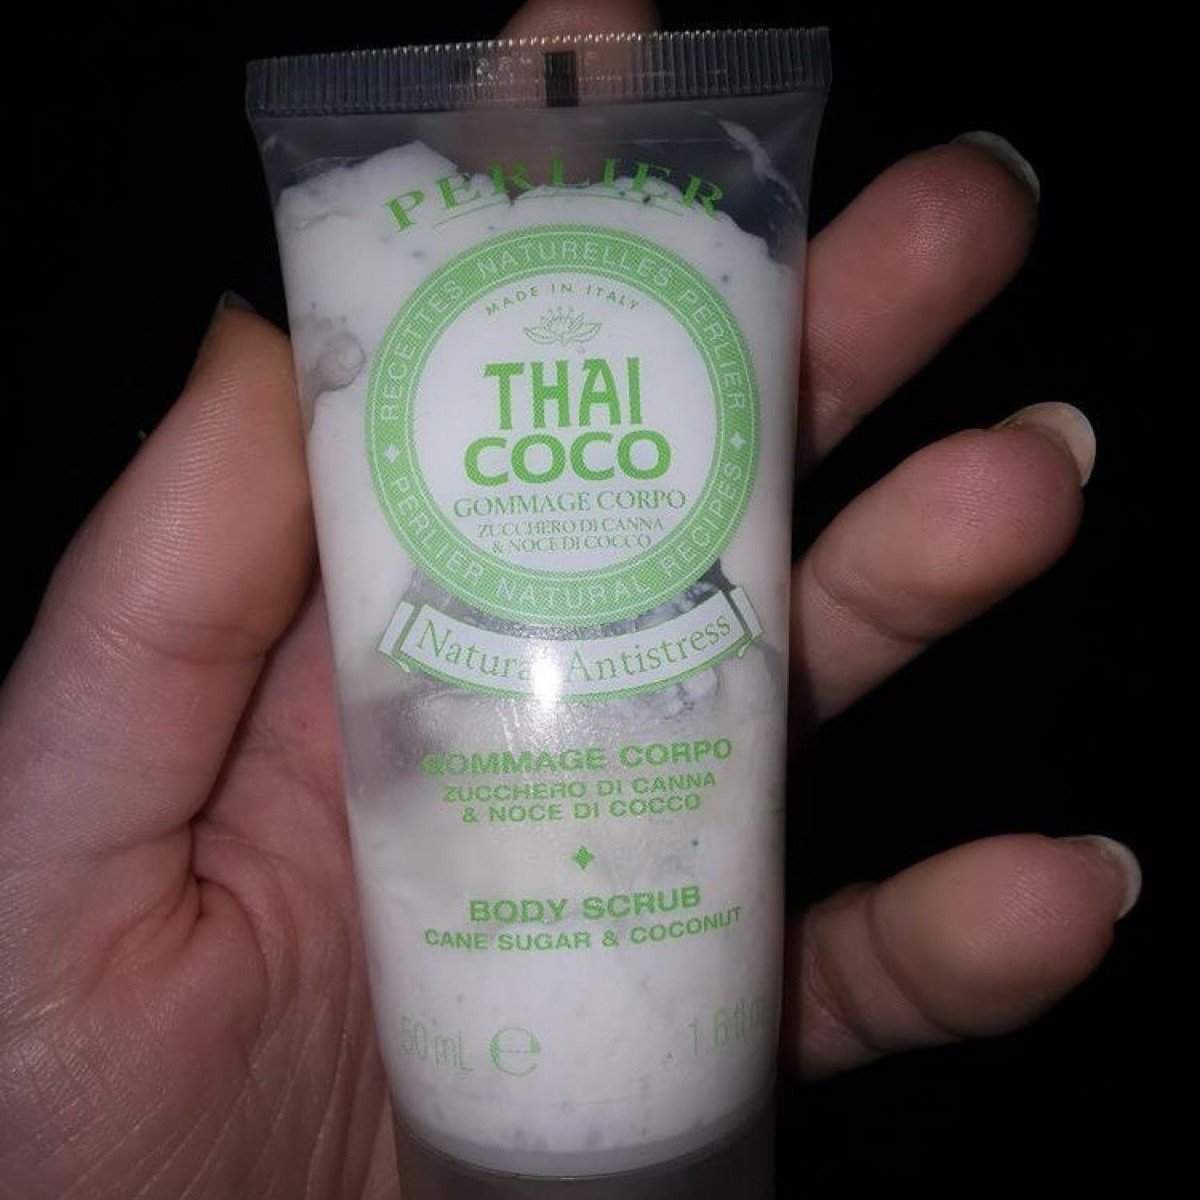 PERLIER
RECETTES NATURELLES PERLIER
MADE IN ITALY
THAI
COCO
GOMMAGE CORPO
ZUCCHERO DI CANNA
& NOCE DI COCCO
PERLIER NATURAL RECIPES
Natural Antistress
GOMMAGE CORPO
ZUCCHERO DI CANNA
& NOCE DI COCCO
BODY SCRUB
CANE SUGAR & COCONUT
50 mL ℮